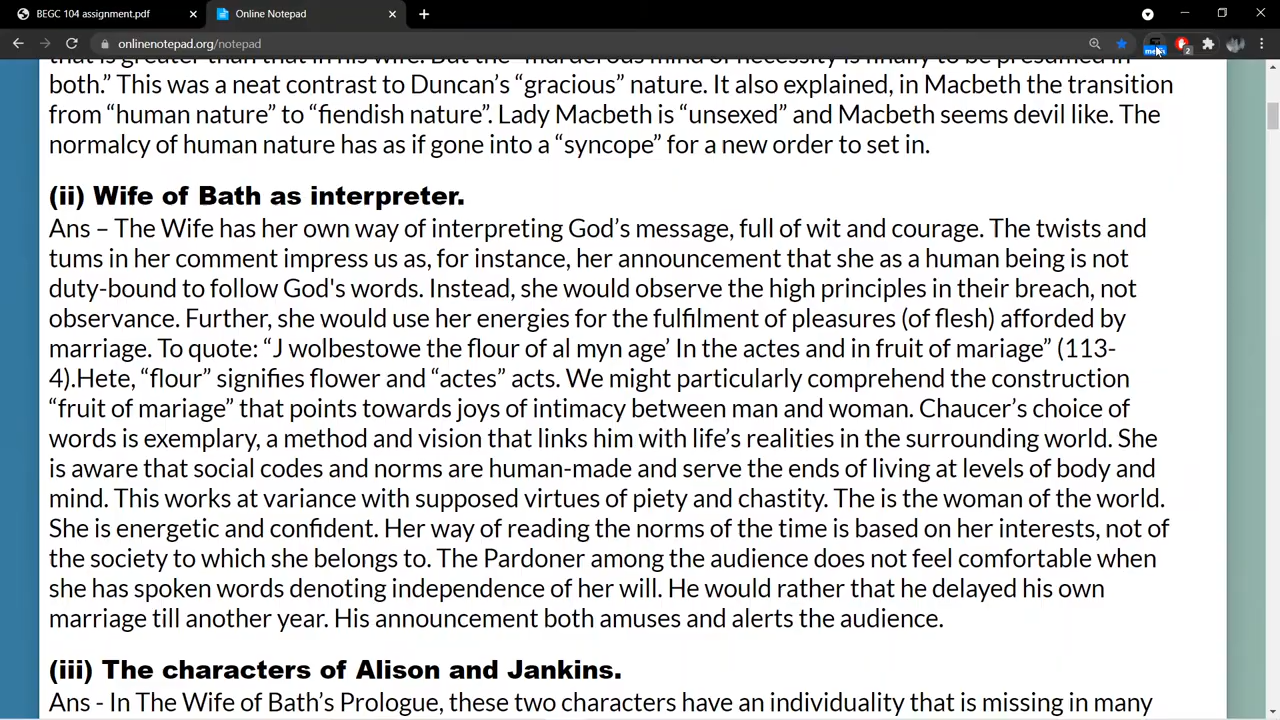 BEGC 104 assignment.pdf
Online Notepad
onlinenotepad.org/notepad
2
both.” This was a neat contrast to Duncan’s “gracious” nature. It also explained, in Macbeth the transition
from “human nature” to “fiendish nature”. Lady Macbeth is “unsexed” and Macbeth seems devil like. The
normalcy of human nature has as if gone into a “syncope” for a new order to set in.
(ii) Wife of Bath as interpreter.
Ans – The Wife has her own way of interpreting God’s message, full of wit and courage. The twists and
tums in her comment impress us as, for instance, her announcement that she as a human being is not
duty-bound to follow God's words. Instead, she would observe the high principles in their breach, not
observance. Further, she would use her energies for the fulfilment of pleasures (of flesh) afforded by
marriage. To quote: “J wolbestowe the flour of al myn age’ In the actes and in fruit of mariage” (113-
4).Hete, “flour” signifies flower and “actes” acts. We might particularly comprehend the construction
“fruit of mariage” that points towards joys of intimacy between man and woman. Chaucer’s choice of
words is exemplary, a method and vision that links him with life’s realities in the surrounding world. She
is aware that social codes and norms are human-made and serve the ends of living at levels of body and
mind. This works at variance with supposed virtues of piety and chastity. The is the woman of the world.
She is energetic and confident. Her way of reading the norms of the time is based on her interests, not of
the society to which she belongs to. The Pardoner among the audience does not feel comfortable when
she has spoken words denoting independence of her will. He would rather that he delayed his own
marriage till another year. His announcement both amuses and alerts the audience.
(iii) The characters of Alison and Jankins.
Ans - In The Wife of Bath’s Prologue, these two characters have an individuality that is missing in many